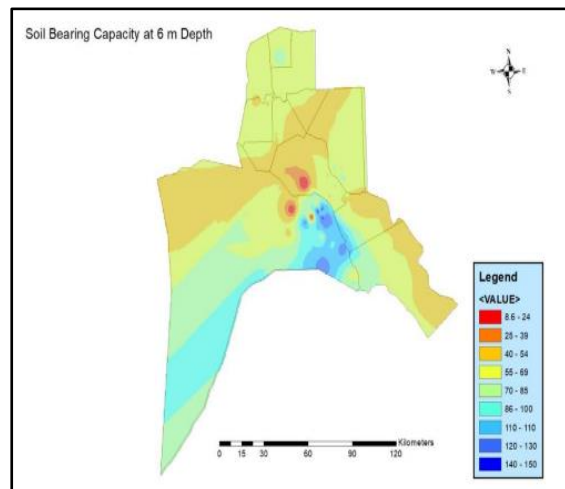 Soil Bearing Capacity at 6 m Depth
N
W E
S
Legend
<VALUE>
8.6 - 24
25 - 39
40 - 54
55 - 69
70 - 85
86 - 100
110 - 110
120 - 130
140 - 150
Kilometers
0 15 30 60 90 120